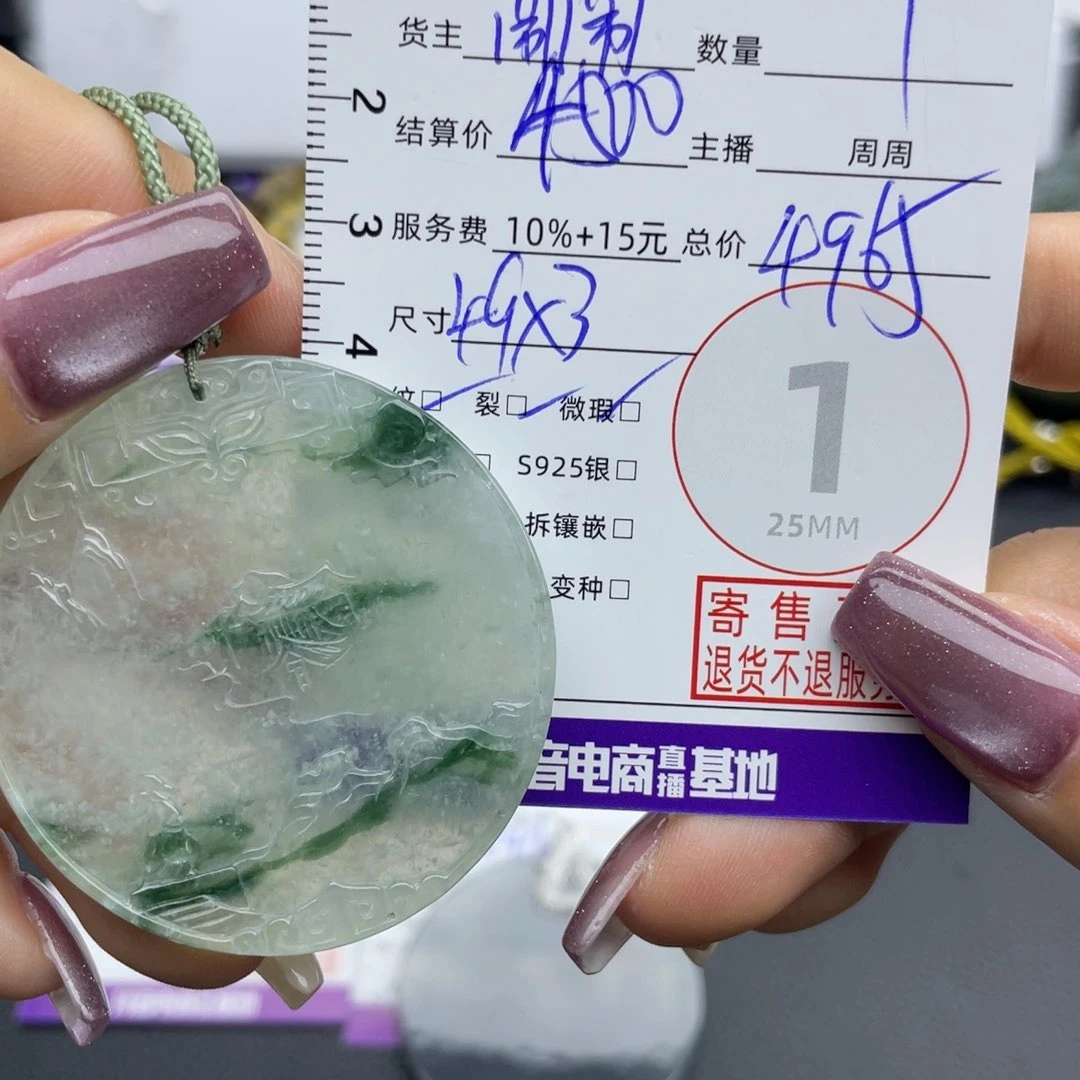 货主 数量 1
结算价 4500 主播 周周
服务费 10%+15元 总价 4965
尺寸 49X3
2
3
4
纹□ 裂□ 微瑕□
S925银□
拆镶嵌□
变种□
1
25MM
寄售
退货不退服务
音电商直播基地